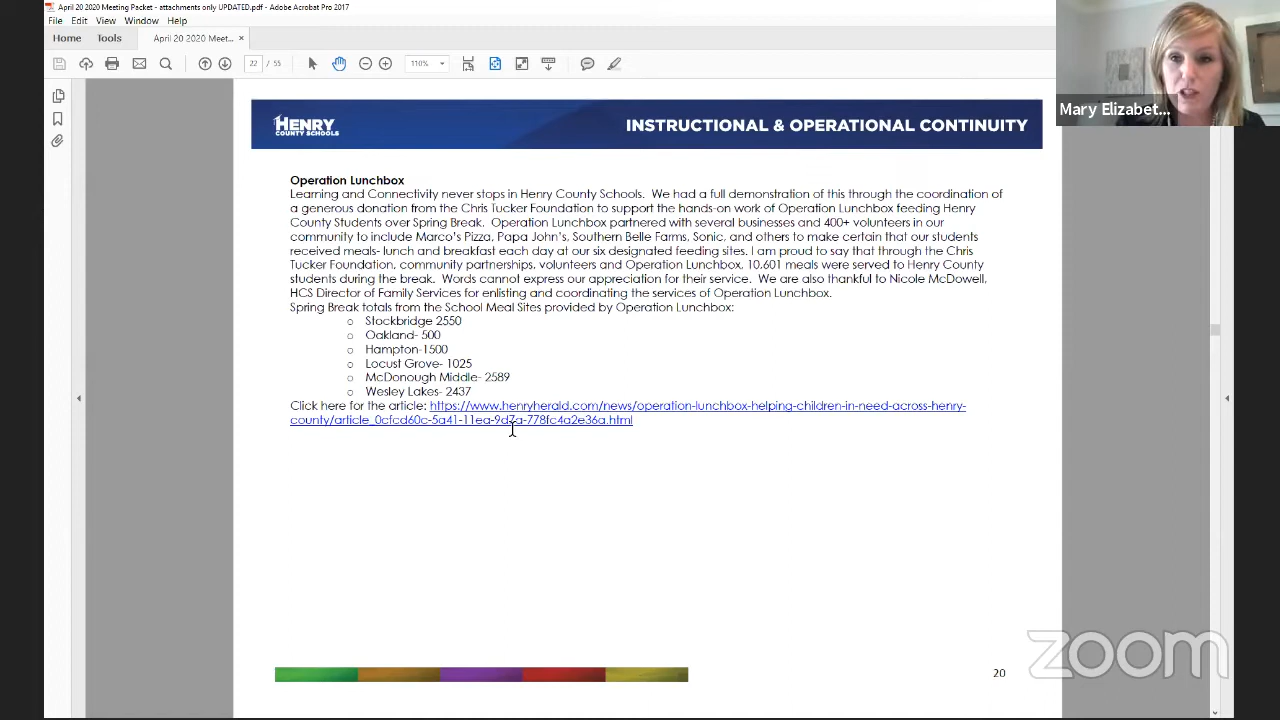 April 20 2020 Meeting Packet - attachments only UPDATED.pdf - Adobe Acrobat Pro 2017
File Edit View Window Help
Home Tools April 20 2020 Meet... ×
22 / 55 110%
Mary Elizabet...
HENRY
COUNTY SCHOOLS
INSTRUCTIONAL & OPERATIONAL CONTINUITY
Operation Lunchbox
Learning and Connectivity never stops in Henry County Schools. We had a full demonstration of this through the coordination of
a generous donation from the Chris Tucker Foundation to support the hands-on work of Operation Lunchbox feeding Henry
County Students over Spring Break. Operation Lunchbox partnered with several businesses and 400+ volunteers in our
community to include Marco's Pizza, Papa John's, Southern Belle Farms, Sonic, and others to make certain that our students
received meals- lunch and breakfast each day at our six designated feeding sites. I am proud to say that through the Chris
Tucker Foundation, community partnerships, volunteers and Operation Lunchbox, 10,601 meals were served to Henry County
students during the break. Words cannot express our appreciation for their service. We are also thankful to Nicole McDowell,
HCS Director of Family Services for enlisting and coordinating the services of Operation Lunchbox.
Spring Break totals from the School Meal Sites provided by Operation Lunchbox:
o Stockbridge 2550
o Oakland- 500
o Hampton-1500
o Locust Grove- 1025
o McDonough Middle- 2589
o Wesley Lakes- 2437
Click here for the article: https://www.henryherald.com/news/operation-lunchbox-helping-children-in-need-across-henry-
county/article_0cfcd60c-5a41-11ea-9d7a-778fc4a2e36a.html
20
zoom